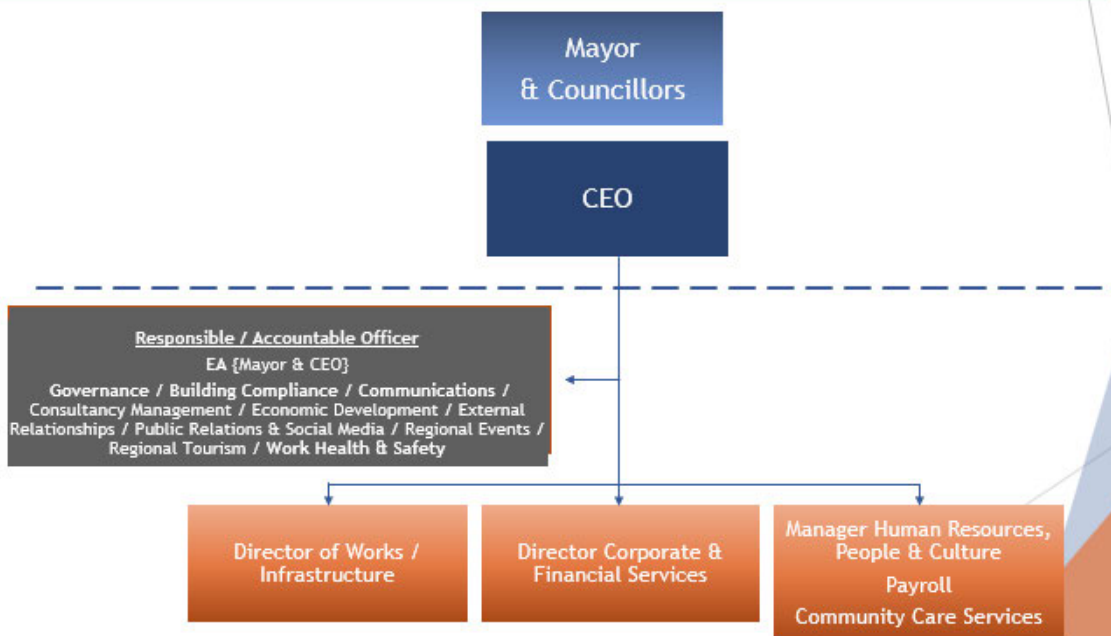 Mayor
& Councillors
CEO
Responsible / Accountable Officer
EA {Mayor & CEO}
Governance / Building Compliance / Communications /
Consultancy Management / Economic Development / External
Relationships / Public Relations & Social Media / Regional Events /
Regional Tourism / Work Health & Safety
Director of Works /
Infrastructure
Director Corporate &
Financial Services
Manager Human Resources,
People & Culture
Payroll
Community Care Services